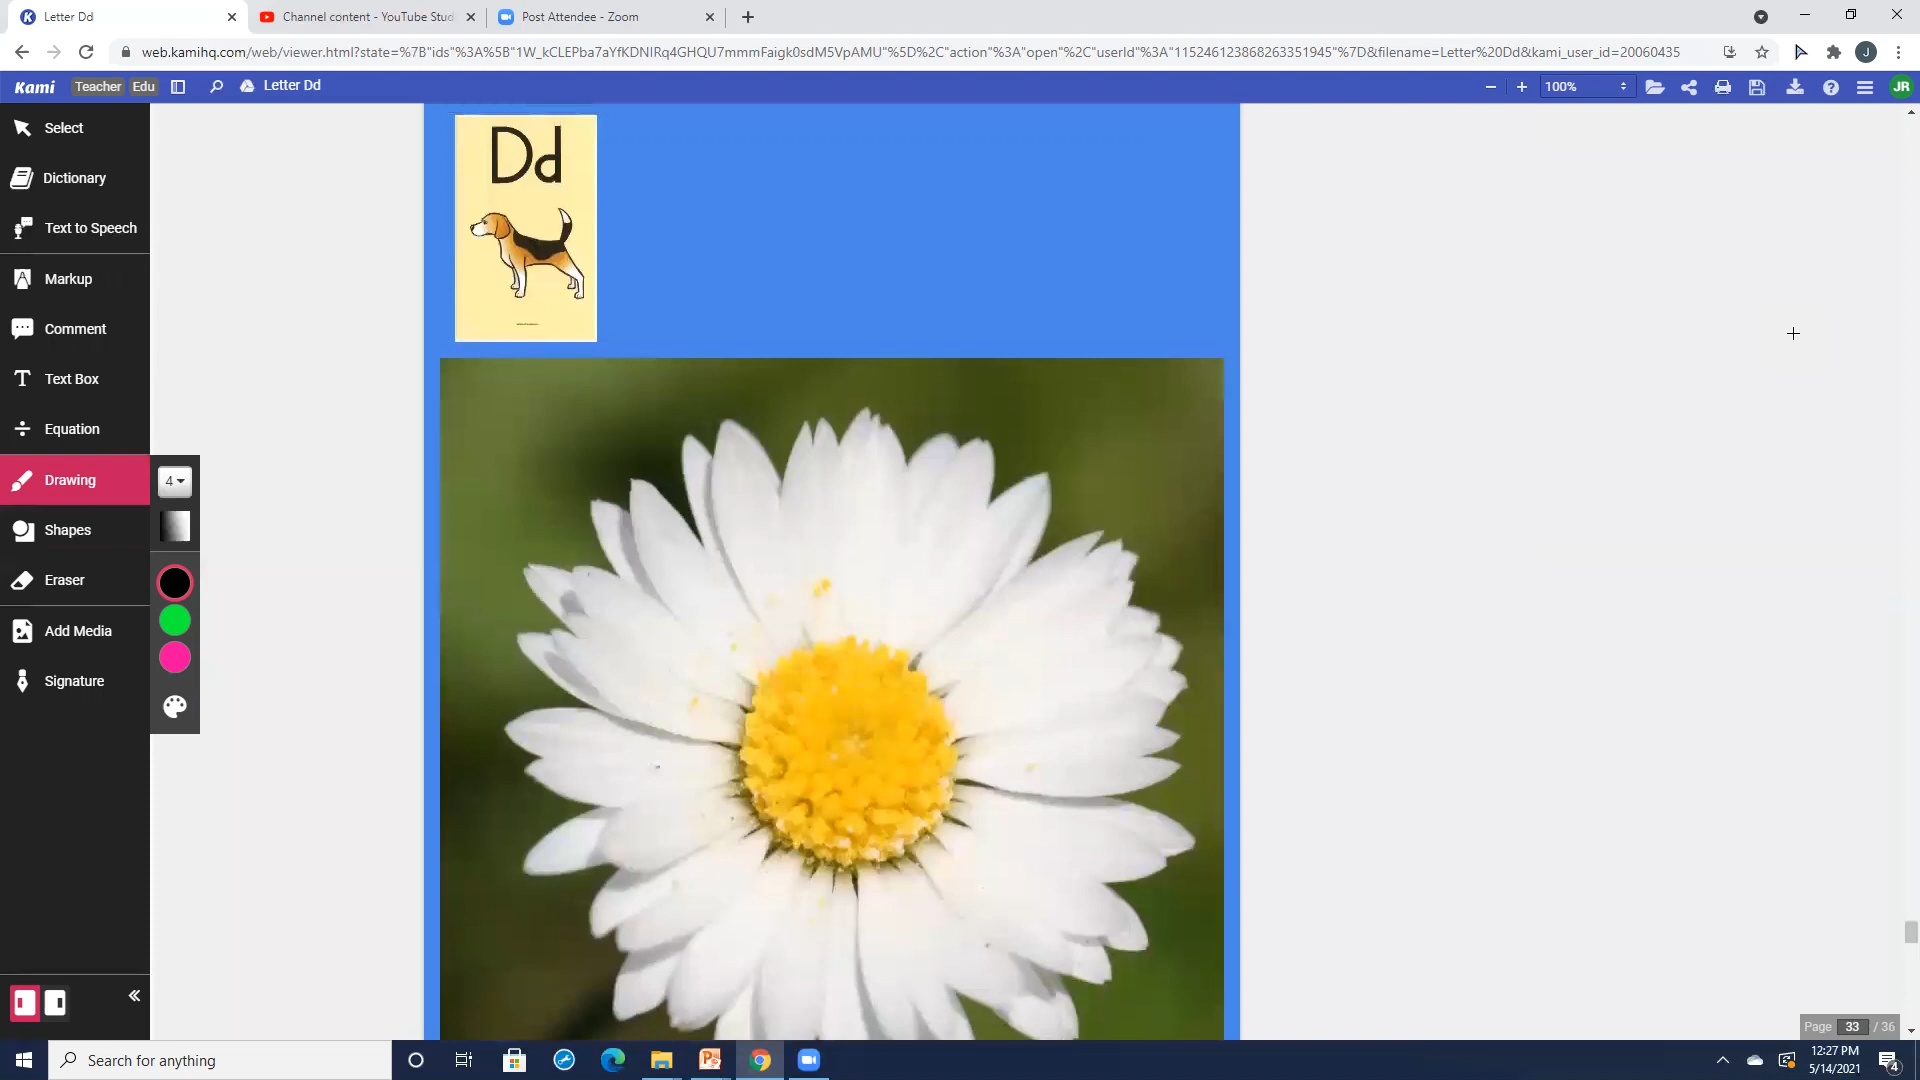 Letter Dd
Channel content - YouTube Stud
Post Attendee - Zoom
web.kamihq.com/web/viewer.html?state=%7B"ids"%3A%5B"1W_kCLEPba7aYfKDNIRq4GHQU7mmmFaigk0sdM5VpAMU"%5D%2C"action"%3A"open"%2C"userId"%3A"115246123868263351945"%7D&filename=Letter%20Dd&kami_user_id=20060435
J
Kami Teacher Edu Letter Dd 100% JR
Select
Dictionary
Text to Speech
Markup
Comment
Text Box
Equation
Drawing
4
Shapes
Eraser
Add Media
Signature
Dd
Page 33 / 36
Search for anything
12:27 PM
5/14/2021
4